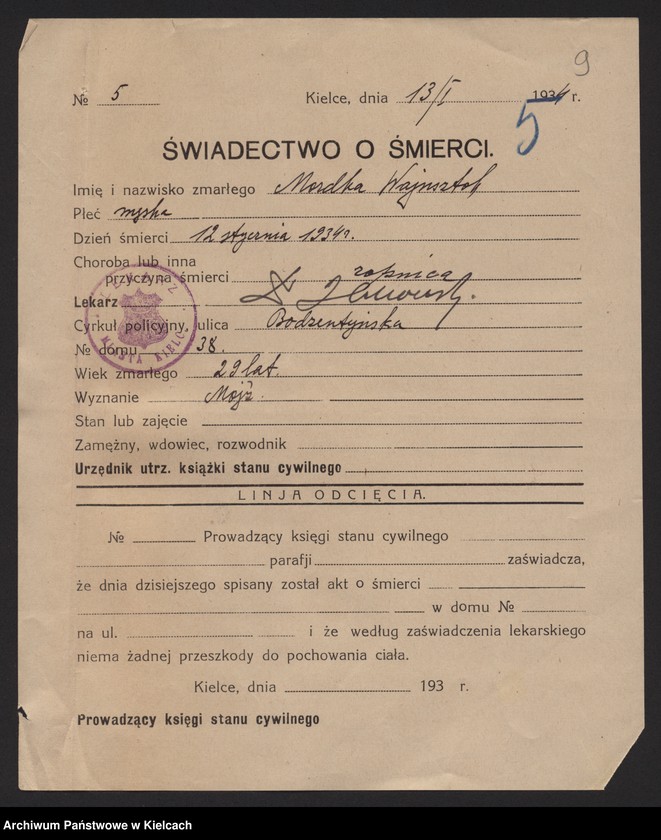 9
№ 5 Kielce, dnia 13/I 1934 r.
5
ŚWIADECTWO O ŚMIERCI.
Imię i nazwisko zmarłego Mordka Wajnsztok
Płeć męska
Dzień śmierci 12 stycznia 1934 r.
Choroba lub inna
przyczyna śmierci ropnica
Lekarz
Cyrkuł policyjny, ulica Bodzentyńska
№ domu 38.
Wiek zmarłego 29 lat.
Wyznanie Mojż.
Stan lub zajęcie
Zamężny, wdowiec, rozwodnik
Urzędnik utrz. książki stanu cywilnego
LEKARZ MIASTA KIELC
LINJA ODCIĘCIA.
№ Prowadzący księgi stanu cywilnego
parafji zaświadcza,
że dnia dzisiejszego spisany został akt o śmierci
w domu №
na ul. i że według zaświadczenia lekarskiego
niema żadnej przeszkody do pochowania ciała.
Kielce, dnia 193 r.
Prowadzący księgi stanu cywilnego
Archiwum Państwowe w Kielcach